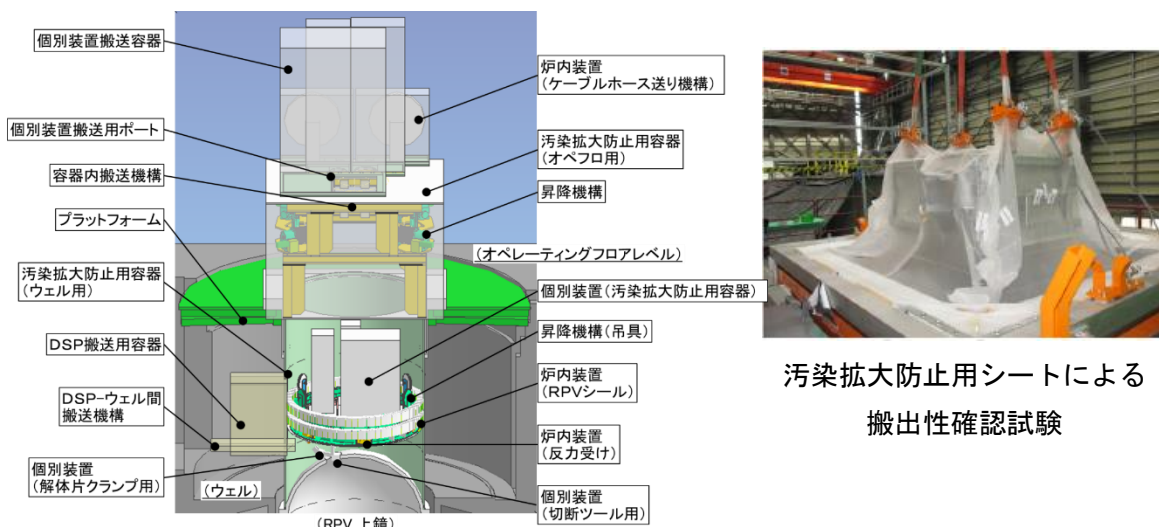 個別装置搬送容器
個別装置搬送用ポート
容器内搬送機構
プラットフォーム
汚染拡大防止用容器
(ウェル用)
DSP搬送用容器
DSP-ウェル間
搬送機構
個別装置
(解体片クランプ用)
(ウェル)
(RPV 上鏡)
炉内装置
(ケーブルホース送り機構)
汚染拡大防止用容器
(オペフロ用)
昇降機構
(オペレーティングフロアレベル)
個別装置(汚染拡大防止用容器)
昇降機構(吊具)
炉内装置
(RPVシール)
炉内装置
(反力受け)
個別装置
(切断ツール用)
汚染拡大防止用シートによる
搬出性確認試験